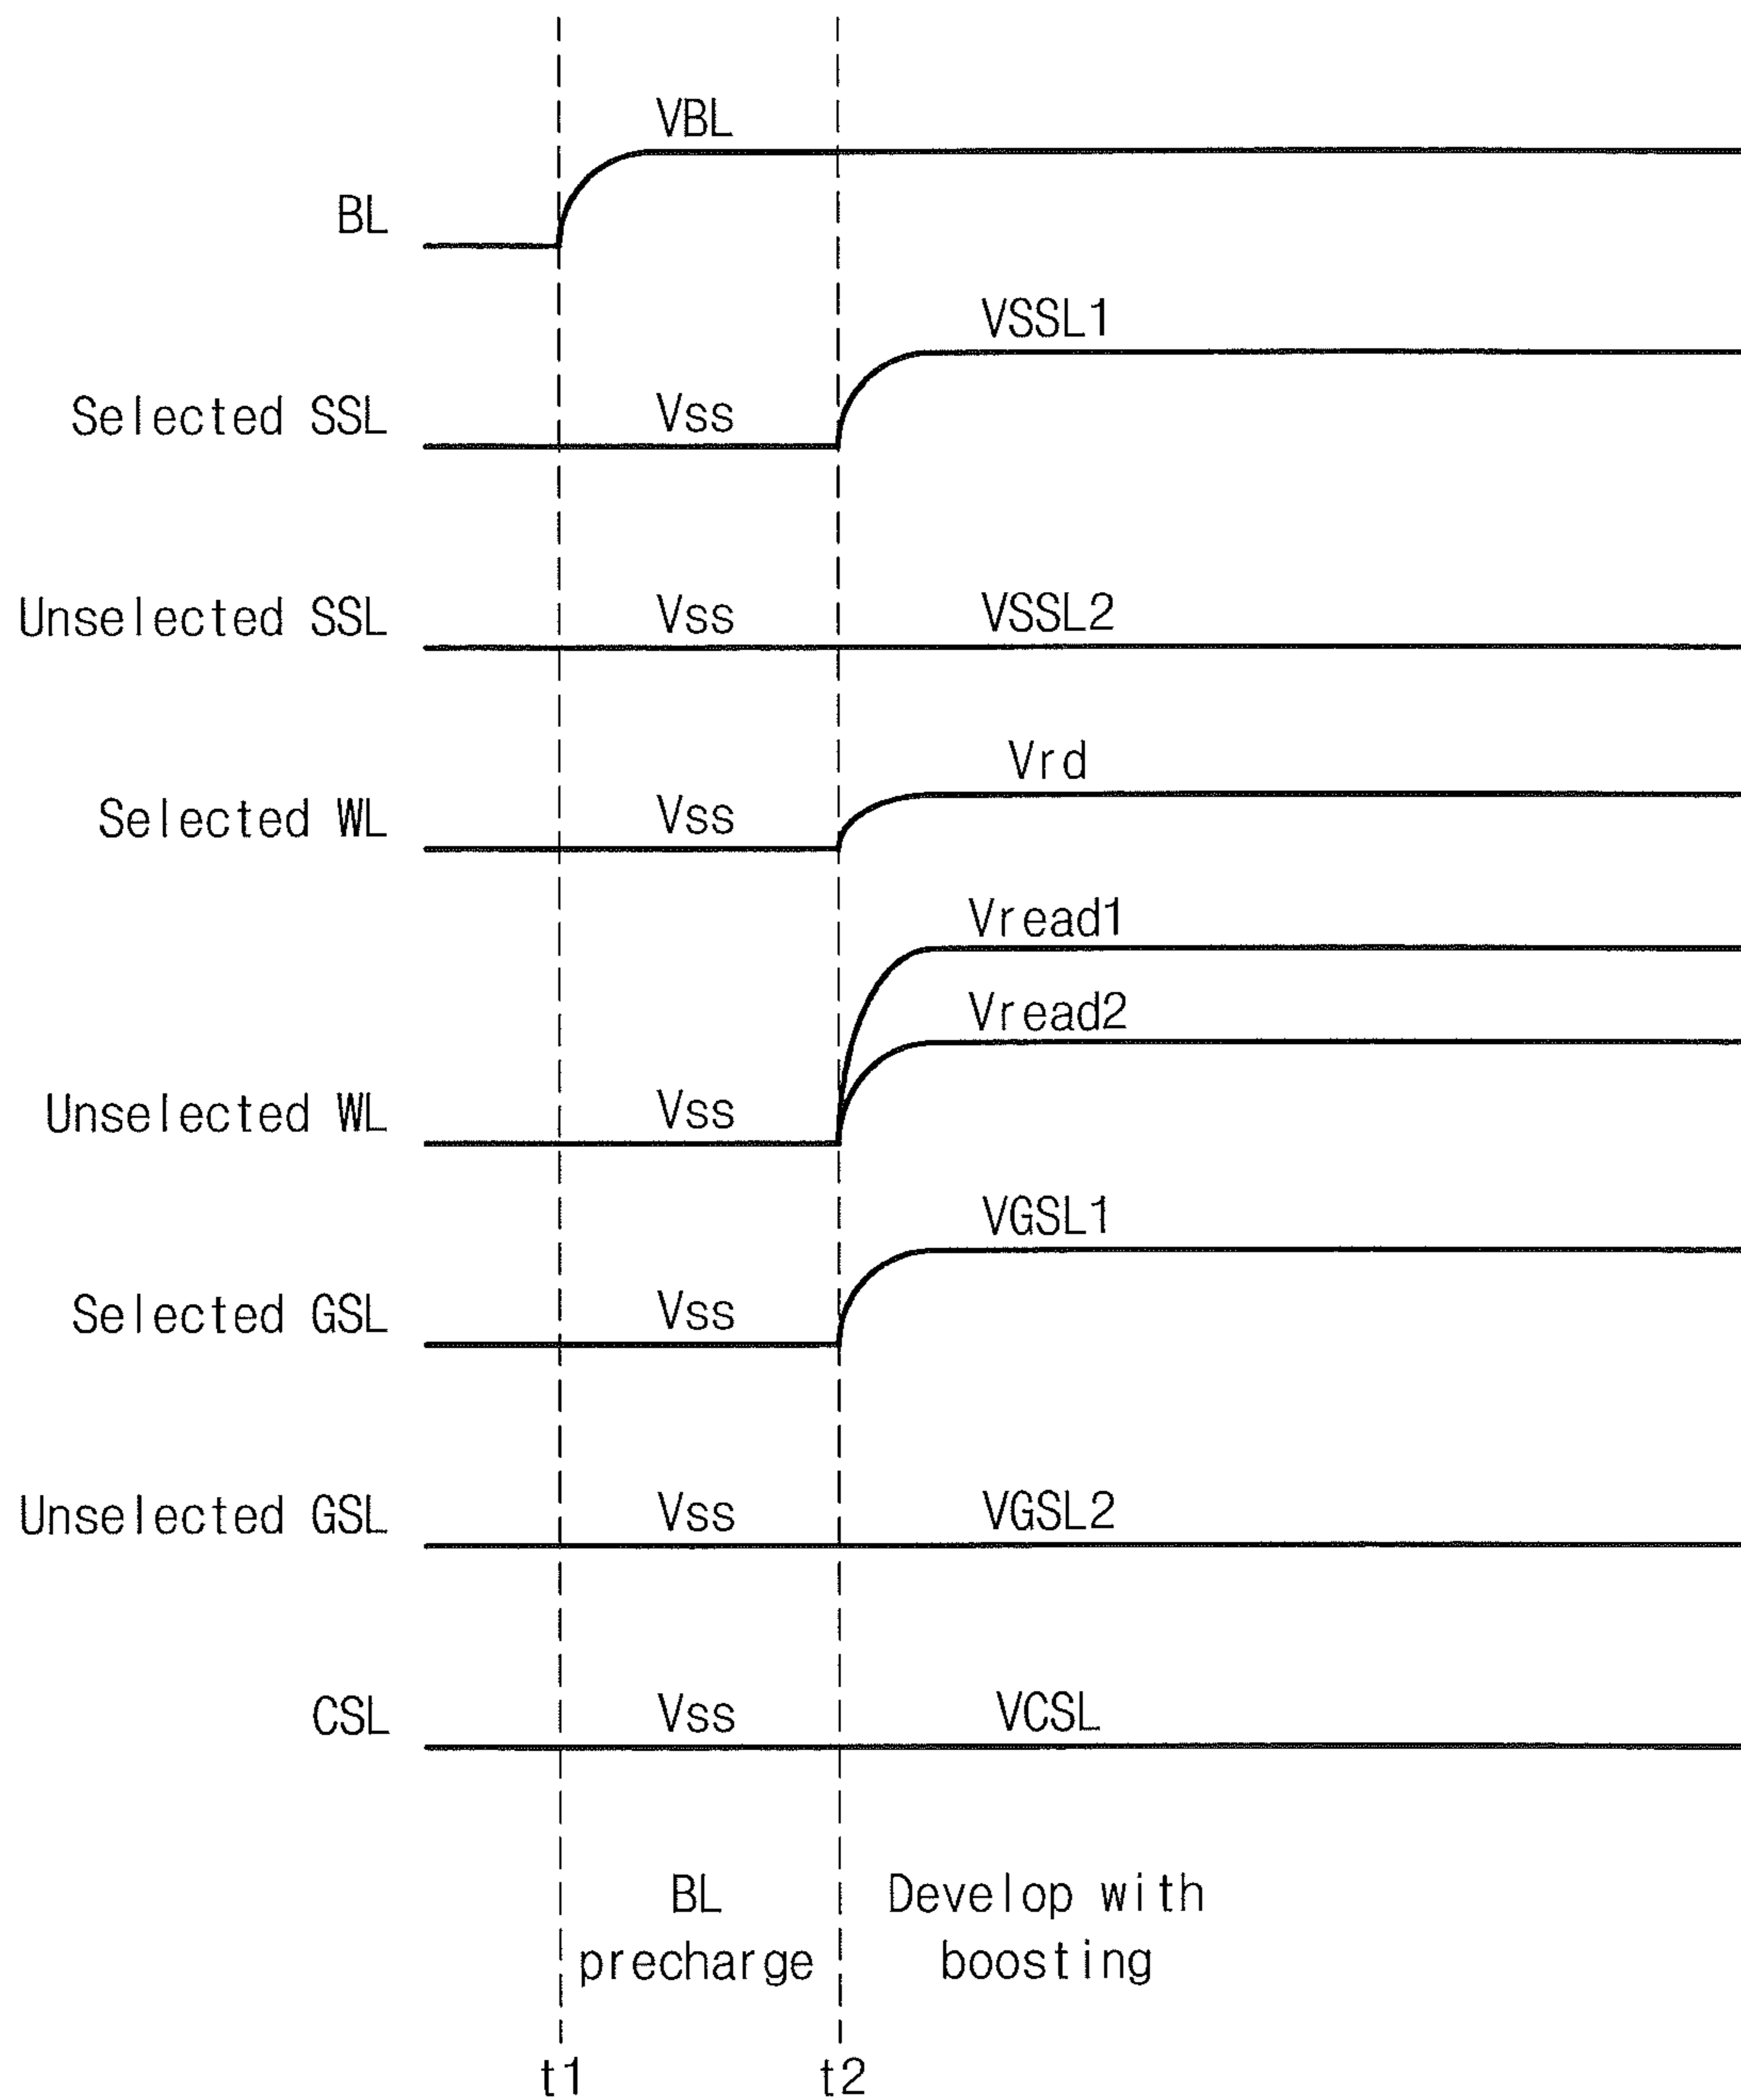 VBL
BL
VSSL1
Selected SSL Vss
Unselected SSL Vss VSSL2
Vrd
Selected WL Vss
Vread1
Vread2
Unselected WL Vss
VGSL1
Selected GSL Vss
Unselected GSL Vss VGSL2
CSL Vss VCSL
BL
precharge
Develop with
boosting
t1 t2